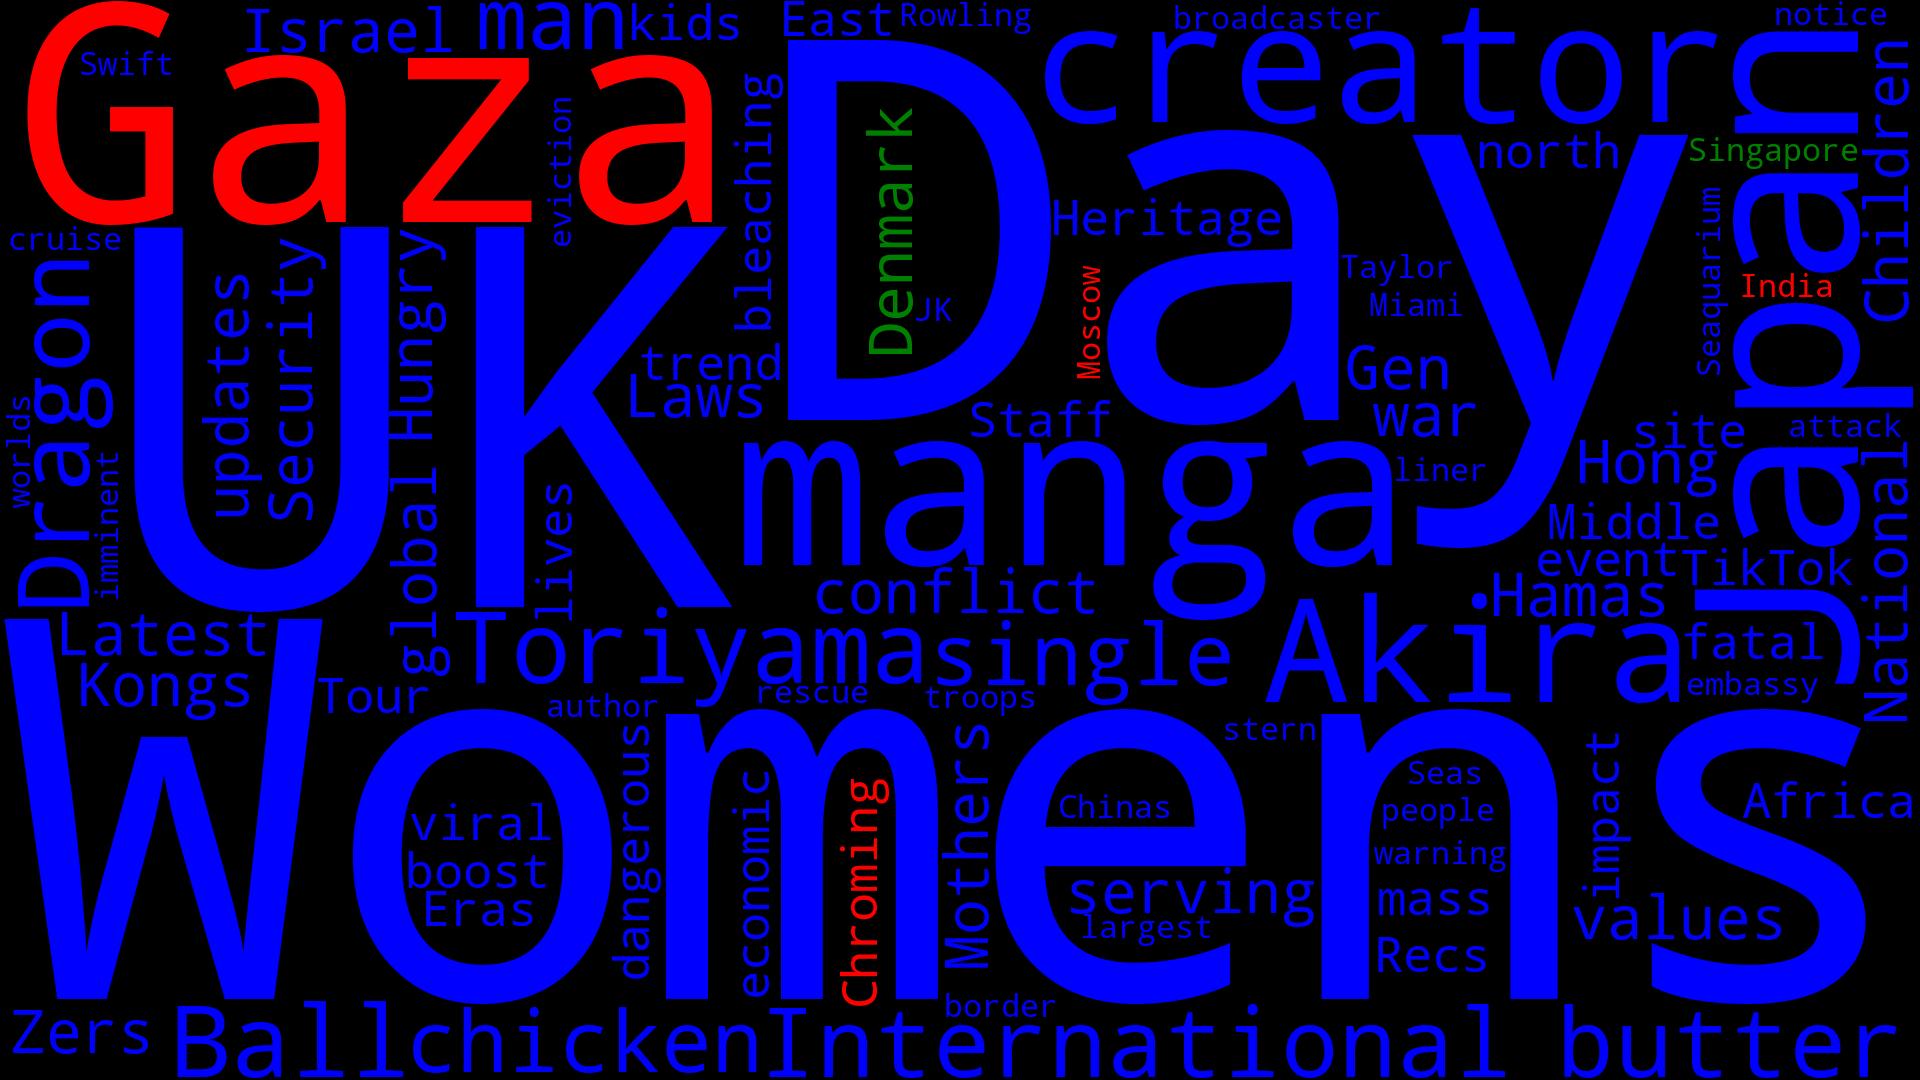 Gaza
Swift
Israel
man
kids
East
Rowling
broadcaster
creator
notice
Japan
Children
eviction
bleaching
Day
Denmark
JK
Heritage
Moscow
Taylor
Miami
north
Singapore
Seaquarium
India
cruise
Dragon
worlds
imminent
UK
updates
Security
global
Hungry
lives
trend
Laws
Staff
manga
Gen
war
liner
site
Hong
attack
National
Middle
event
TikTok
Hamas
conflict
Latest
Kongs
Tour
Toriyama
single
Akira
fatal
embassy
author
rescue
troops
stern
Womens
viral
boost
Eras
dangerous
economic
Chroming
Mothers
Chinas
serving
largest
Seas
people
warning
mass
Recs
impact
values
Africa
border
Zers
Ball
chicken
International
butter